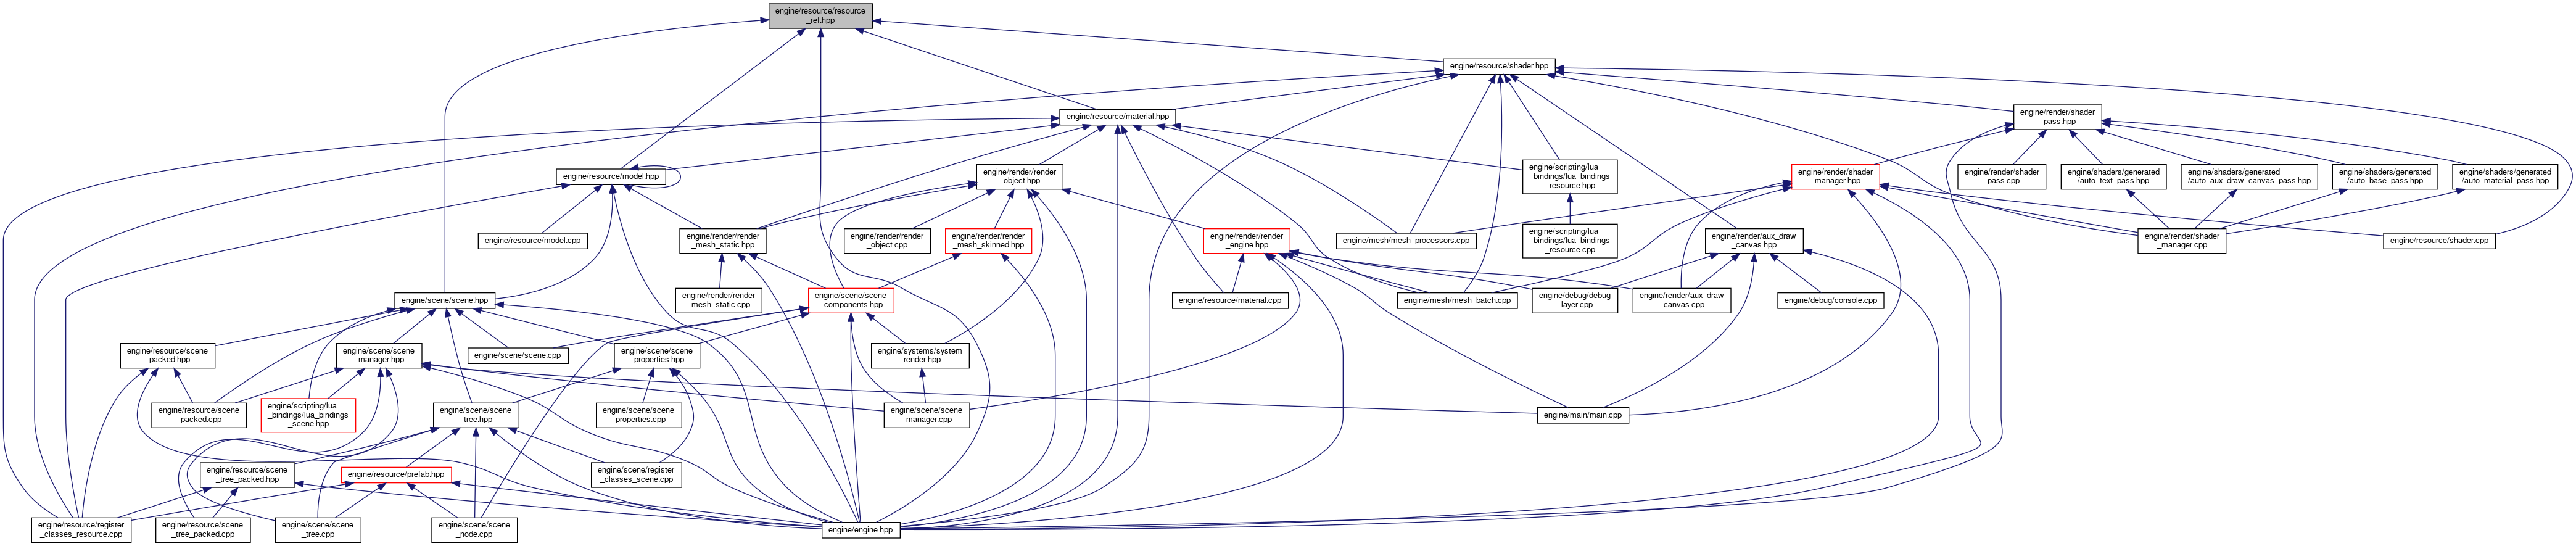 engine/resource/resource
_ref.hpp
engine/resource/shader.hpp
engine/resource/material.hpp
engine/render/shader
_pass.hpp
engine/resource/model.hpp
engine/render/render
_object.hpp
engine/scripting/lua
_bindings/lua_bindings
_resource.hpp
engine/render/shader
_manager.hpp
engine/render/shader
_pass.cpp
engine/shaders/generated
/auto_text_pass.hpp
engine/shaders/generated
/auto_aux_draw_canvas_pass.hpp
engine/shaders/generated
/auto_base_pass.hpp
engine/shaders/generated
/auto_material_pass.hpp
engine/resource/model.cpp
engine/render/render
_mesh_static.hpp
engine/render/render
_object.cpp
engine/render/render
_mesh_skinned.hpp
engine/render/render
_engine.hpp
engine/mesh/mesh_processors.cpp
engine/scripting/lua
_bindings/lua_bindings
_resource.cpp
engine/render/aux_draw
_canvas.hpp
engine/render/shader
_manager.cpp
engine/resource/shader.cpp
engine/scene/scene.hpp
engine/render/render
_mesh_static.cpp
engine/scene/scene
_components.hpp
engine/resource/material.cpp
engine/mesh/mesh_batch.cpp
engine/debug/debug
_layer.cpp
engine/render/aux_draw
_canvas.cpp
engine/debug/console.cpp
engine/resource/scene
_packed.hpp
engine/scene/scene
_manager.hpp
engine/scene/scene.cpp
engine/scene/scene
_properties.hpp
engine/systems/system
_render.hpp
engine/resource/scene
_packed.cpp
engine/scripting/lua
_bindings/lua_bindings
_scene.hpp
engine/scene/scene
_tree.hpp
engine/scene/scene
_properties.cpp
engine/scene/scene
_manager.cpp
engine/main/main.cpp
engine/resource/scene
_tree_packed.hpp
engine/resource/prefab.hpp
engine/scene/register
_classes_scene.cpp
engine/resource/register
_classes_resource.cpp
engine/resource/scene
_tree_packed.cpp
engine/scene/scene
_tree.cpp
engine/scene/scene
_node.cpp
engine/engine.hpp